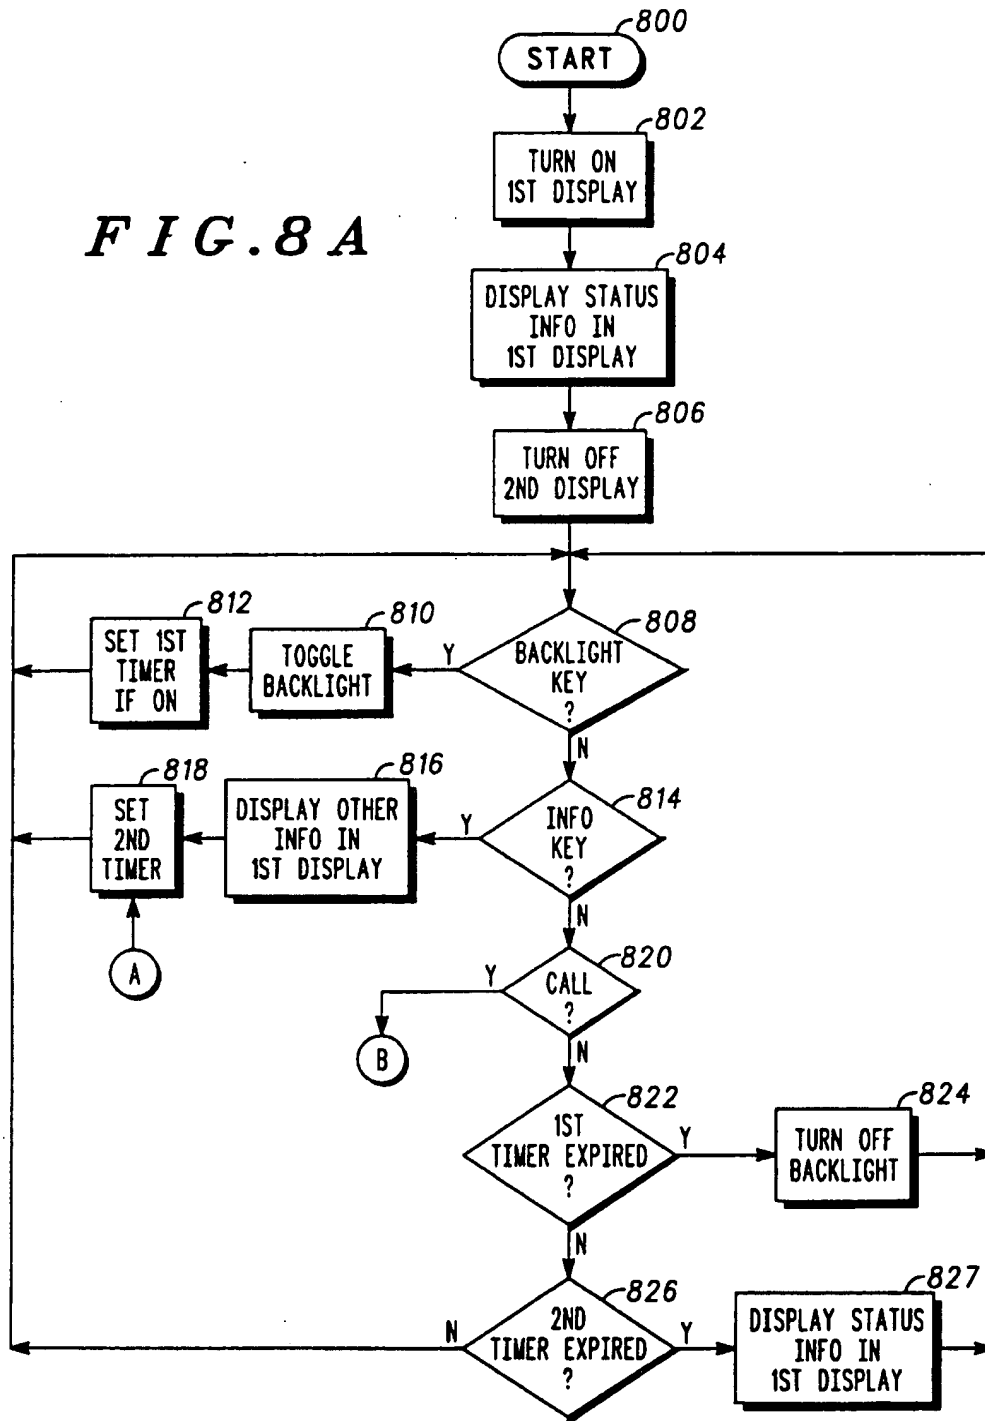 800
START
802
TURN ON
1ST DISPLAY
FIG.8A
804
DISPLAY STATUS
INFO IN
1ST DISPLAY
806
TURN OFF
2ND DISPLAY
812
SET 1ST
TIMER
IF ON
810
TOGGLE
BACKLIGHT
Y
808
BACKLIGHT
KEY
?
N
818
SET
2ND
TIMER
816
DISPLAY OTHER
INFO IN
1ST DISPLAY
Y
814
INFO
KEY
?
N
A
Y
820
CALL
?
N
B
822
1ST
TIMER EXPIRED
?
Y
824
TURN OFF
BACKLIGHT
N
N
826
2ND
TIMER EXPIRED
?
Y
827
DISPLAY STATUS
INFO IN
1ST DISPLAY